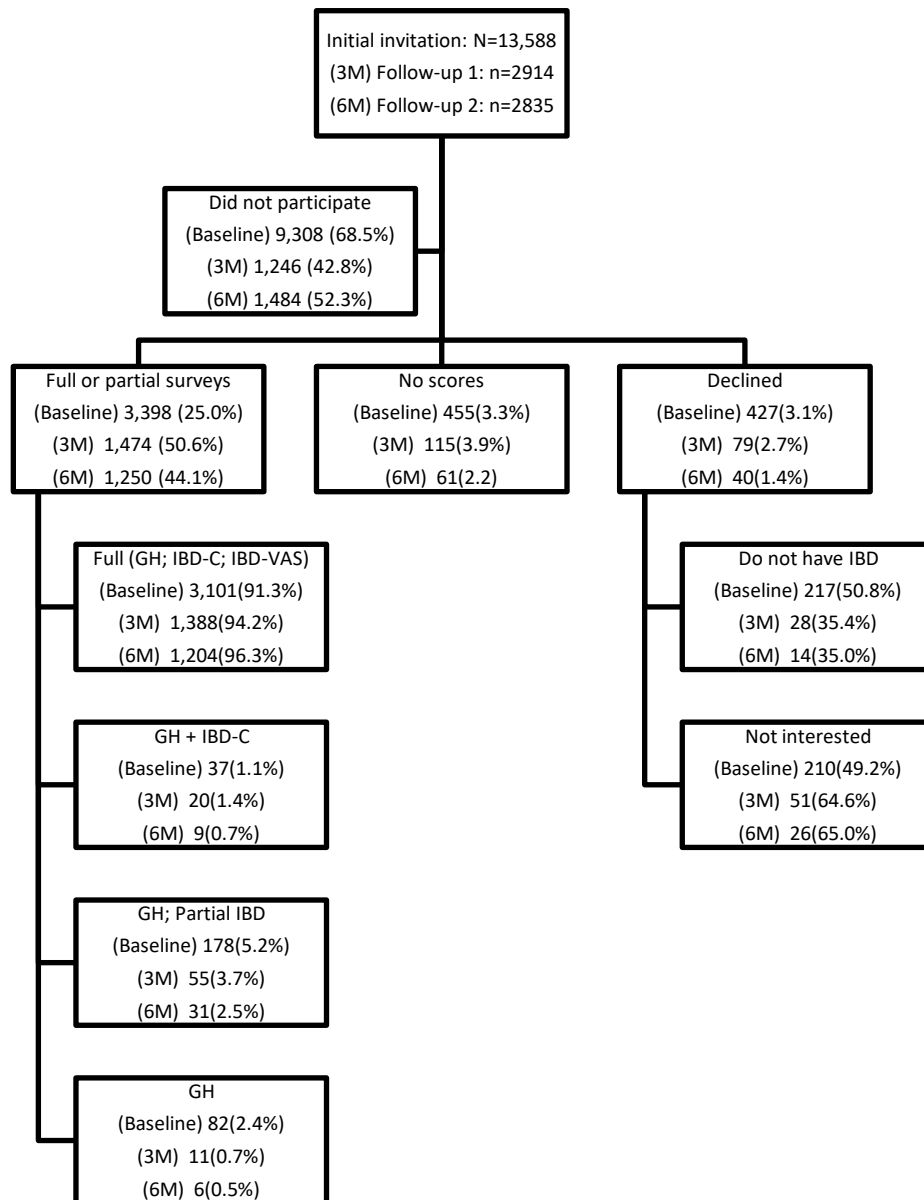 Initial invitation: N=13,588
(3M) Follow-up 1: n=2914
(6M) Follow-up 2: n=2835
Did not participate
(Baseline) 9,308 (68.5%)
(3M) 1,246 (42.8%)
(6M) 1,484 (52.3%)
Full or partial surveys
(Baseline) 3,398 (25.0%)
(3M) 1,474 (50.6%)
(6M) 1,250 (44.1%)
No scores
(Baseline) 455(3.3%)
(3M) 115(3.9%)
(6M) 61(2.2)
Declined
(Baseline) 427(3.1%)
(3M) 79(2.7%)
(6M) 40(1.4%)
Full (GH; IBD-C; IBD-VAS)
(Baseline) 3,101(91.3%)
(3M) 1,388(94.2%)
(6M) 1,204(96.3%)
GH + IBD-C
(Baseline) 37(1.1%)
(3M) 20(1.4%)
(6M) 9(0.7%)
GH; Partial IBD
(Baseline) 178(5.2%)
(3M) 55(3.7%)
(6M) 31(2.5%)
GH
(Baseline) 82(2.4%)
(3M) 11(0.7%)
(6M) 6(0.5%)
Do not have IBD
(Baseline) 217(50.8%)
(3M) 28(35.4%)
(6M) 14(35.0%)
Not interested
(Baseline) 210(49.2%)
(3M) 51(64.6%)
(6M) 26(65.0%)